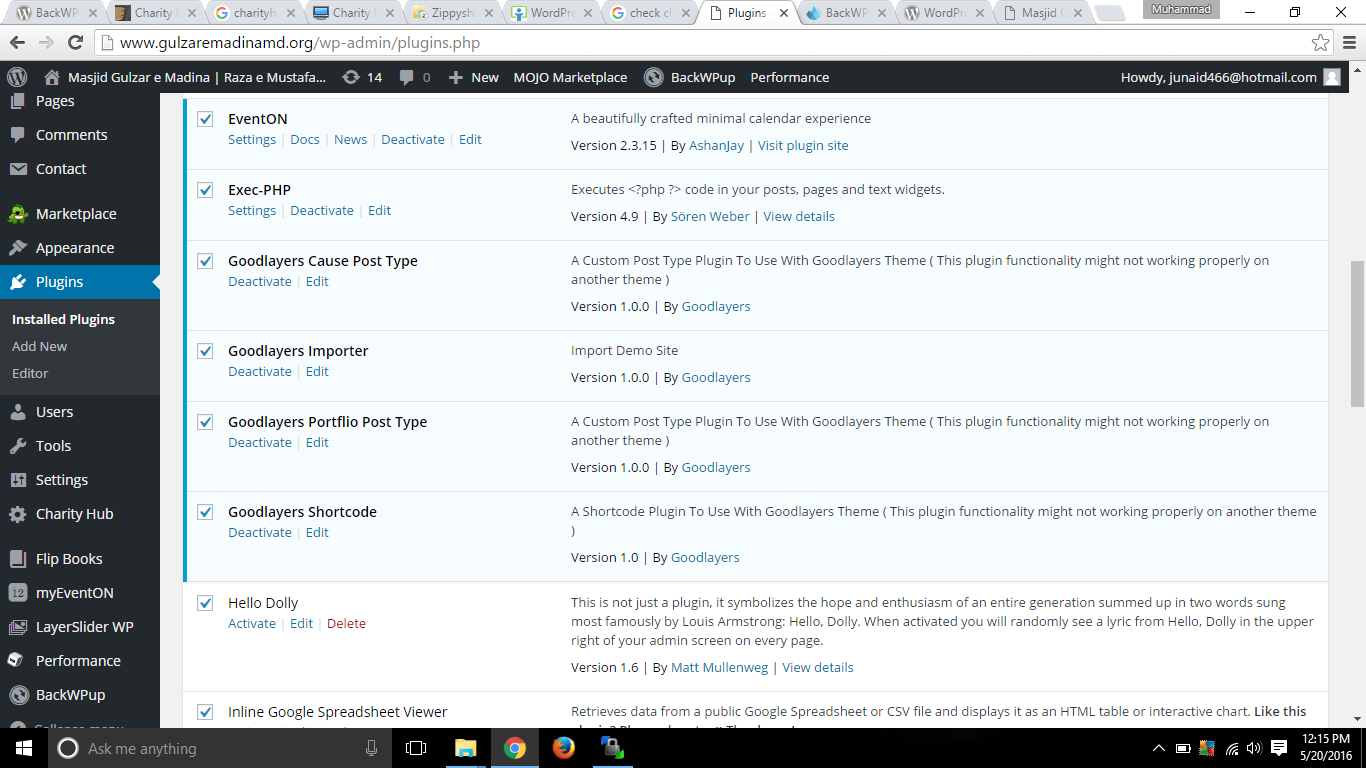 BackWP
Charity
charityh
Charity
Zippysh
WordPre
check cl
Plugins
BackWP
WordPre
Masjid G
Muhammad
www.gulzaremadinamd.org/wp-admin/plugins.php
Masjid Gulzar e Madina | Raza e Mustafa...
14
0
New
MOJO Marketplace
BackWPup
Performance
Howdy, junaid466@hotmail.com
Pages
Comments
Contact
Marketplace
Appearance
Plugins
Installed Plugins
Add New
Editor
Users
Tools
Settings
Charity Hub
Flip Books
12 myEventON
LayerSlider WP
Performance
BackWPup
Collapse menu
EventON
Settings | Docs | News | Deactivate | Edit
A beautifully crafted minimal calendar experience
Version 2.3.15 | By AshanJay | Visit plugin site
Exec-PHP
Settings | Deactivate | Edit
Executes <?php ?> code in your posts, pages and text widgets.
Version 4.9 | By Sören Weber | View details
Goodlayers Cause Post Type
Deactivate | Edit
A Custom Post Type Plugin To Use With Goodlayers Theme ( This plugin functionality might not working properly on
another theme )
Version 1.0.0 | By Goodlayers
Goodlayers Importer
Deactivate | Edit
Import Demo Site
Version 1.0.0 | By Goodlayers
Goodlayers Portflio Post Type
Deactivate | Edit
A Custom Post Type Plugin To Use With Goodlayers Theme ( This plugin functionality might not working properly on
another theme )
Version 1.0.0 | By Goodlayers
Goodlayers Shortcode
Deactivate | Edit
A Shortcode Plugin To Use With Goodlayers Theme ( This plugin functionality might not working properly on another theme
)
Version 1.0 | By Goodlayers
Hello Dolly
Activate | Edit | Delete
This is not just a plugin, it symbolizes the hope and enthusiasm of an entire generation summed up in two words sung
most famously by Louis Armstrong: Hello, Dolly. When activated you will randomly see a lyric from Hello, Dolly in the upper
right of your admin screen on every page.
Version 1.6 | By Matt Mullenweg | View details
Inline Google Spreadsheet Viewer
Retrieves data from a public Google Spreadsheet or CSV file and displays it as an HTML table or interactive chart. Like this
Ask me anything
12:15 PM
5/20/2016